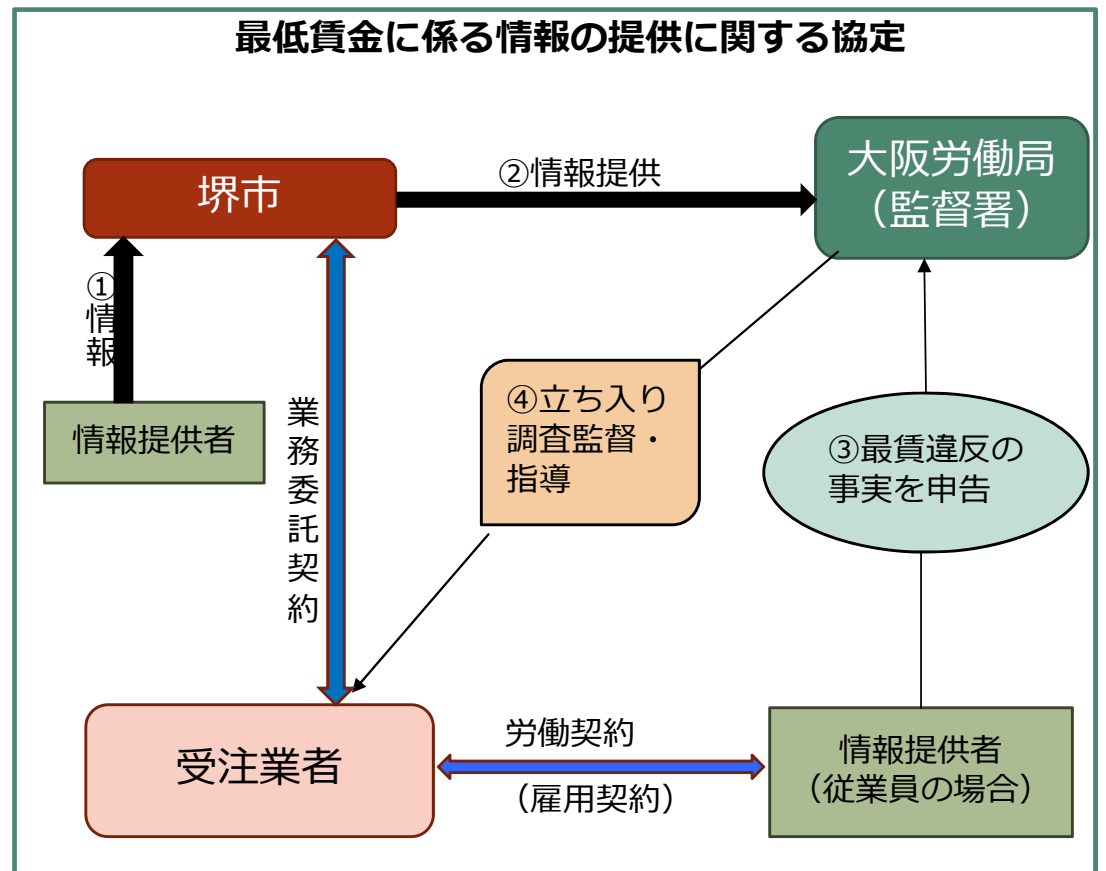 最低賃金に係る情報の提供に関する協定
堺市
②情報提供
大阪労働局
（監督署）
①
情
報
情報提供者
業
務
委
託
契
約
④立ち入り
調査監督・
指導
③最賃違反の
事実を申告
受注業者
労働契約
（雇用契約）
情報提供者
（従業員の場合）